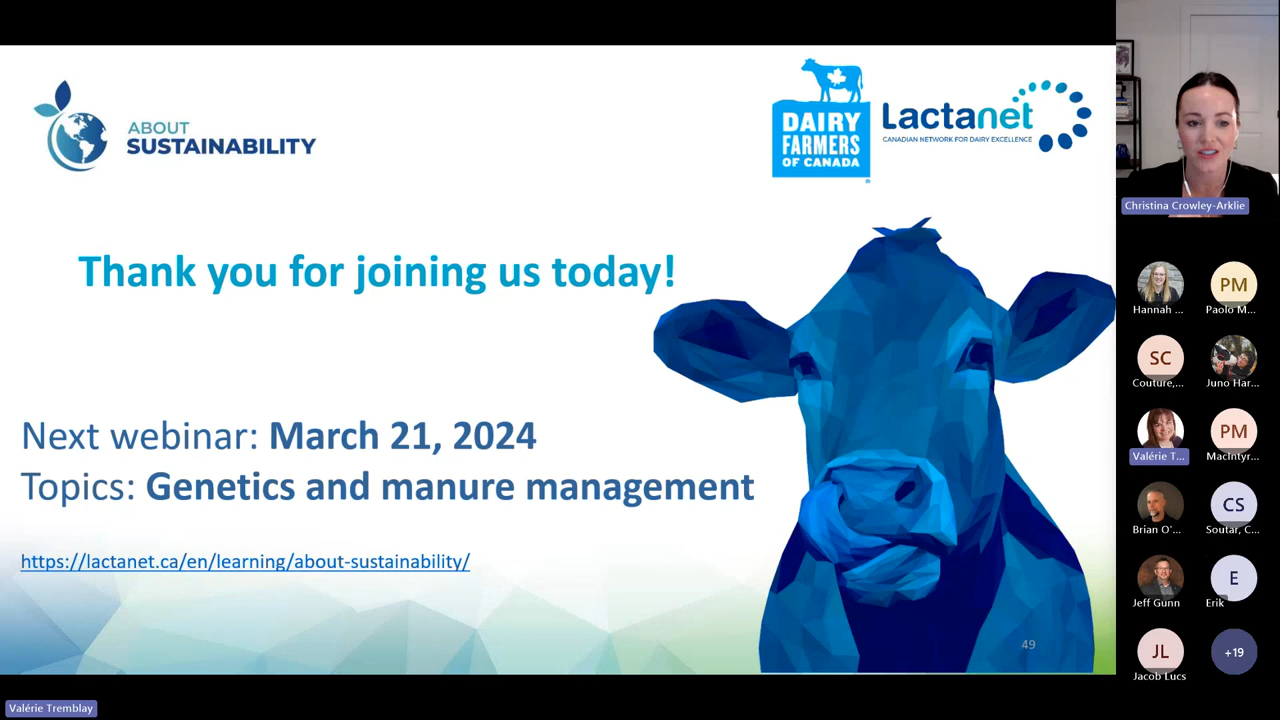 ABOUT
SUSTAINABILITY
DAIRY
FARMERS
OF CANADA
Lactanet
CANADIAN NETWORK FOR DAIRY EXCELLENCE
Thank you for joining us today!
Next webinar: March 21, 2024
Topics: Genetics and manure management
https://lactanet.ca/en/learning/about-sustainability/
49
Christina Crowley-Arklie
Hannah ...
PM
Paolo M...
SC
Couture,...
Juno Har...
Valérie T...
PM
MacIntyr...
Brian O'...
CS
Soutar, C...
Jeff Gunn
E
Erik
JL
Jacob Lucs
+19
Valérie Tremblay